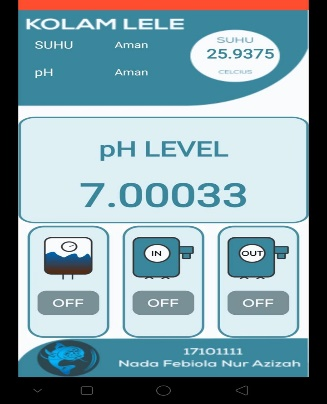 KOLAM LELE
SUHU Aman
pH Aman
SUHU
25.9375
CELCIUS
pH LEVEL
7.00033
IN
OUT
OFF OFF OFF
17101111
Nada Febiola Nur Azizah